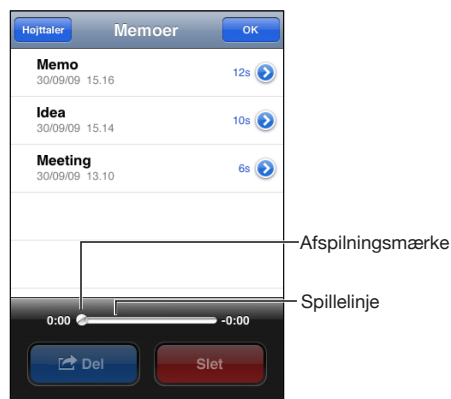 Højttaler Memoer OK
Memo
30/09/09 15.16 12s
Idea
30/09/09 15.14 10s
Meeting
30/09/09 13.10 6s
Afspilningsmærke
Spillelinje
0:00 -0:00
Del Slet